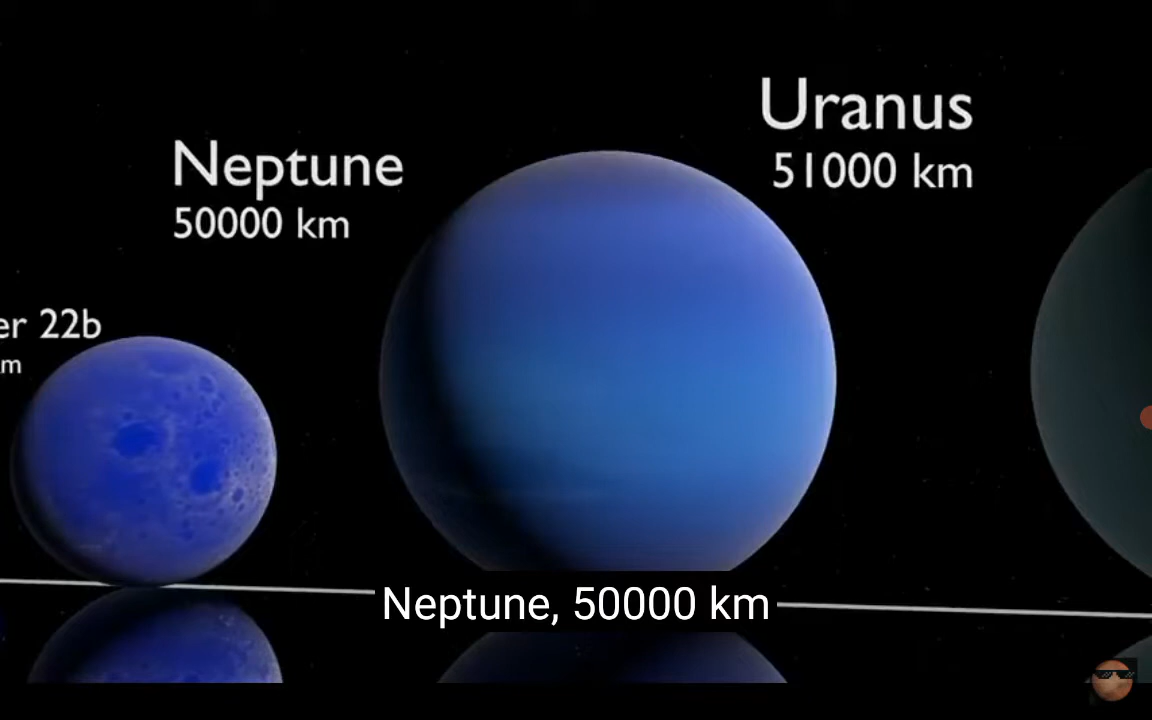 Uranus
51000 km
Neptune
50000 km
er 22b
m
Neptune, 50000 km